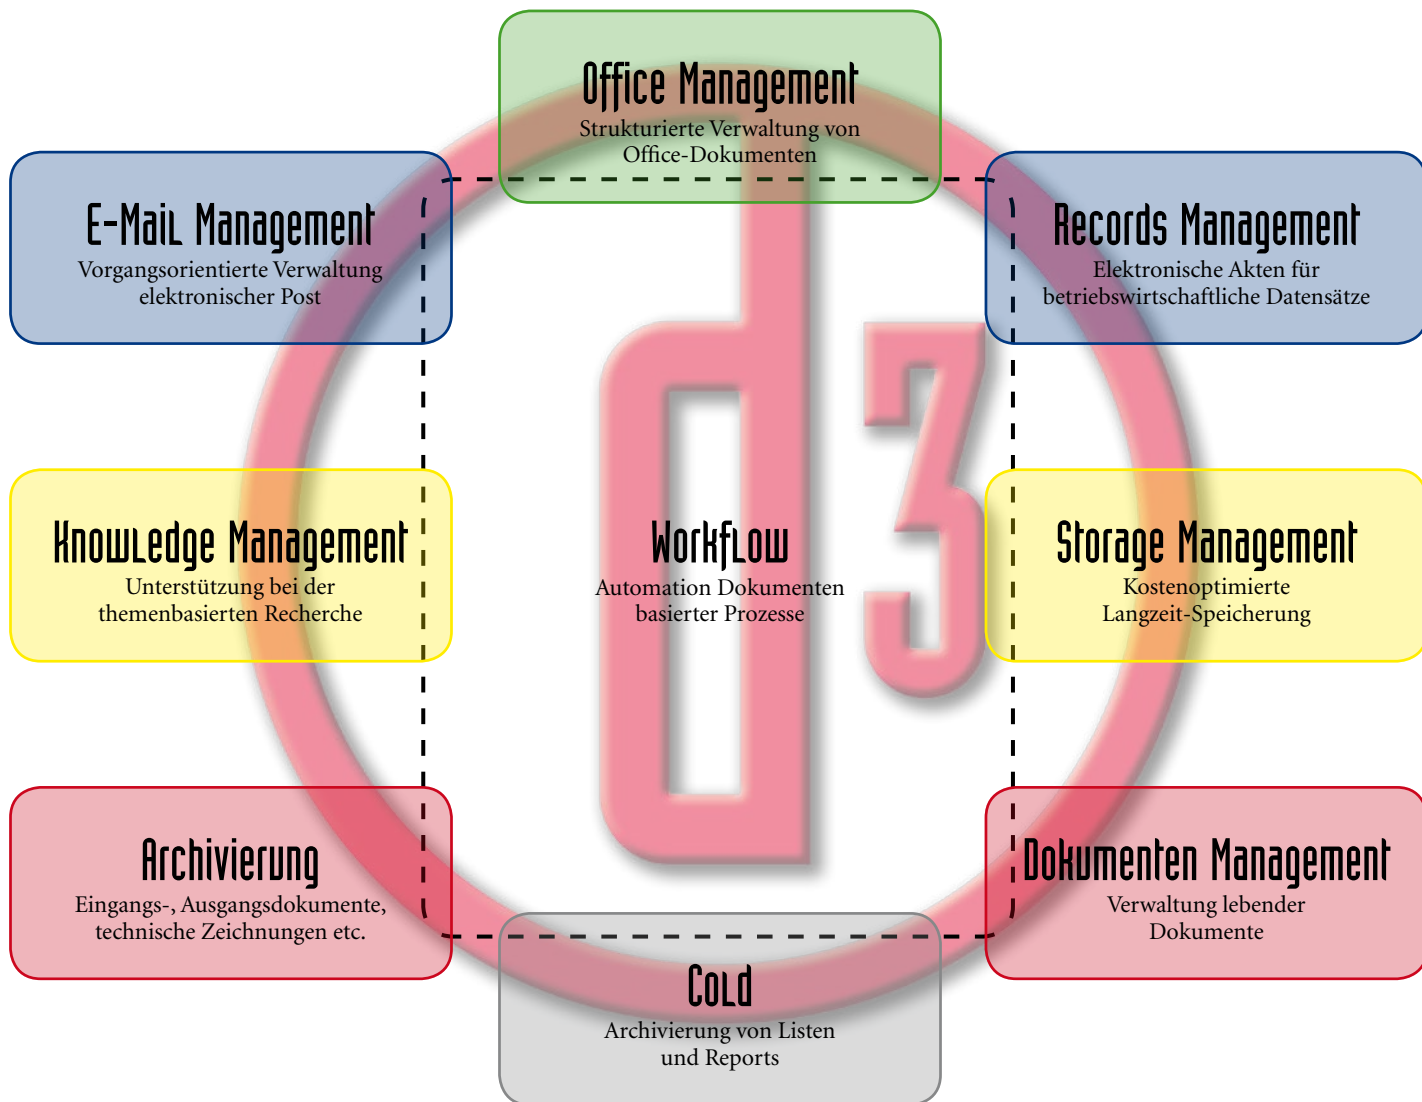 Office Management
Strukturierte Verwaltung von
Office-Dokumenten
E-Mail Management
Vorgangsorientierte Verwaltung
elektronischer Post
Records Management
Elektronische Akten für
betriebswirtschaftliche Datensätze
d3
Knowledge Management
Unterstützung bei der
themenbasierten Recherche
Workflow
Automation Dokumenten
basierter Prozesse
Storage Management
Kostenoptimierte
Langzeit-Speicherung
Archivierung
Eingangs-, Ausgangsdokumente,
technische Zeichnungen etc.
Dokumenten Management
Verwaltung lebender
Dokumente
Cold
Archivierung von Listen
und Reports